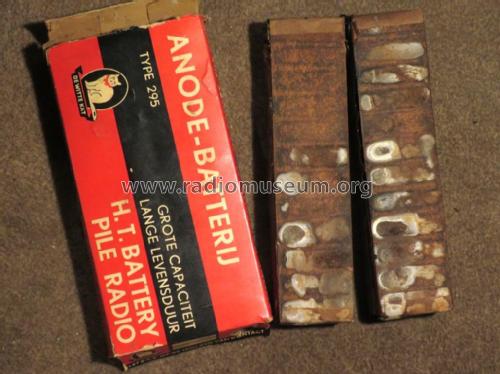 ANODE-BATTERIJ
TYPE 295
DE WITTE KAT
GROTE CAPACITEIT
LANGE LEVENSDUUR
H.T. BATTERY
PILE RADIO
www.radiomuseum.org